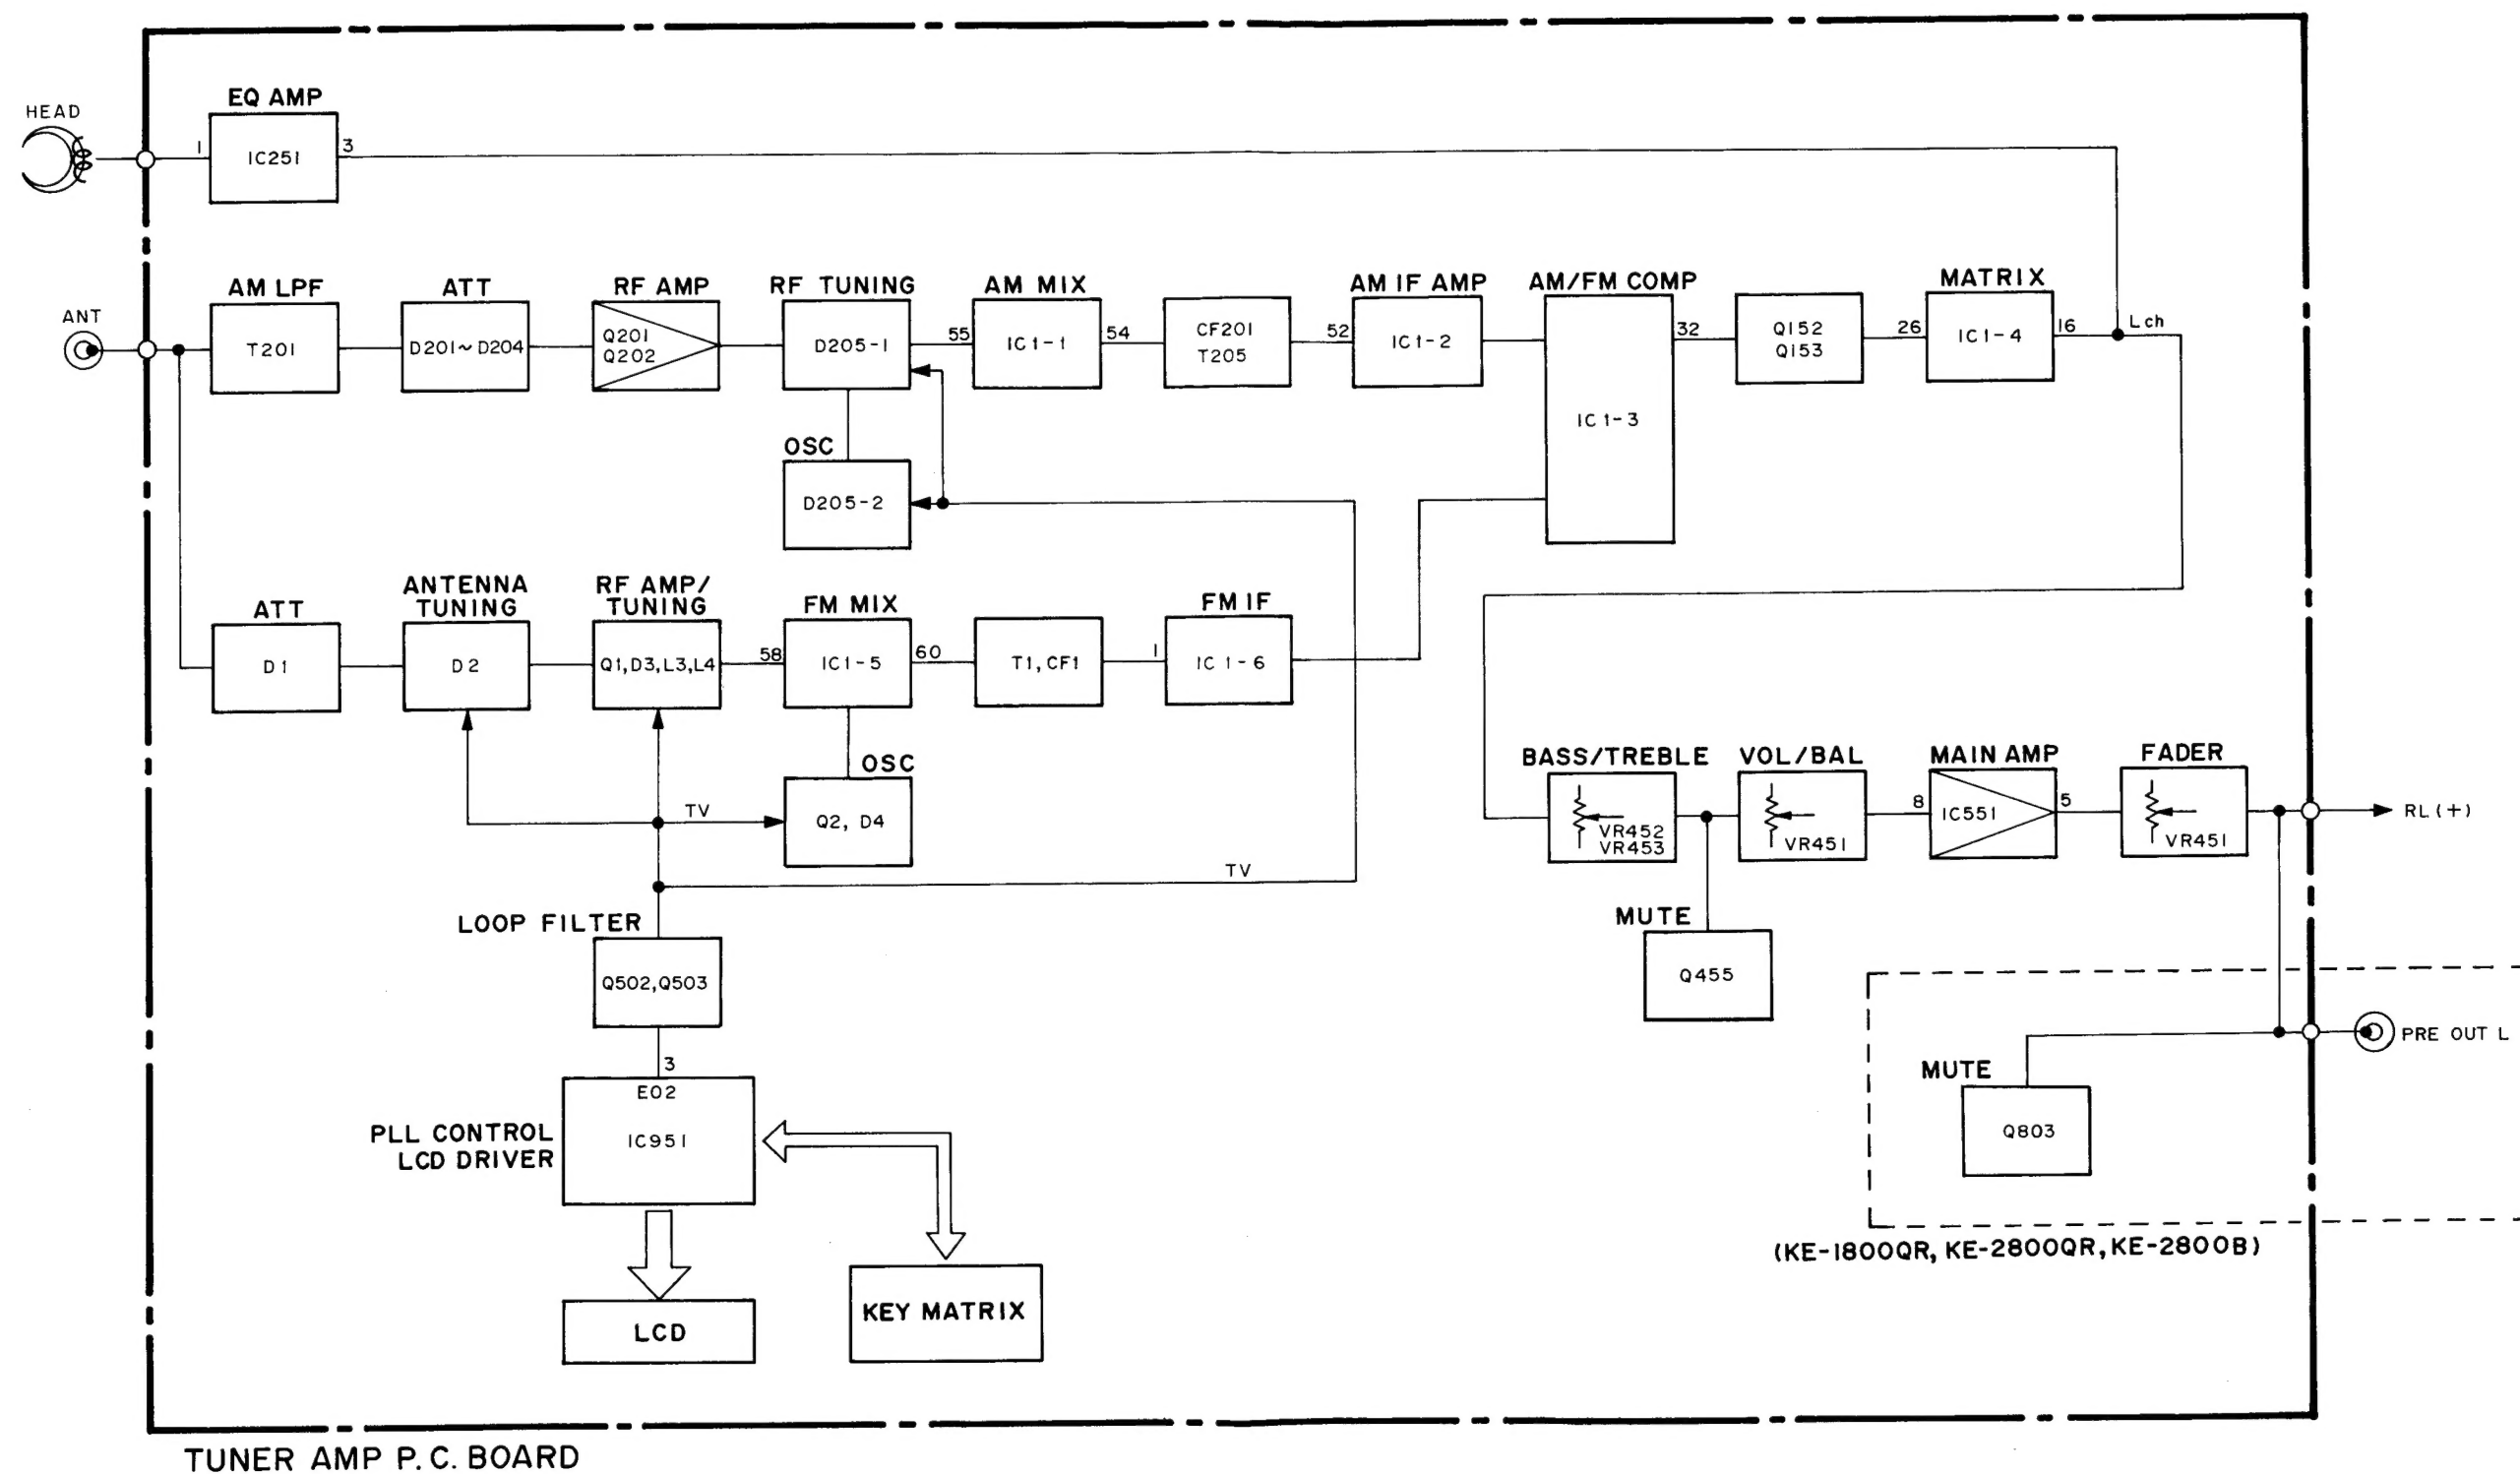 EQ AMP
HEAD
1
IC251
3
ANT
AM LPF
T201
ATT
D201~D204
RF AMP
Q201
Q202
RF TUNING
D205-1
55
AM MIX
IC1-1
54
CF201
T205
52
AM IF AMP
IC1-2
AM/FM COMP
IC1-3
32
Q152
Q153
26
MATRIX
IC1-4
16
Lch
OSC
D205-2
ATT
D1
ANTENNA
TUNING
D2
RF AMP/
TUNING
Q1,D3,L3,L4
58
FM MIX
IC1-5
60
T1,CF1
1
FM IF
IC1-6
OSC
Q2, D4
TV
TV
BASS/TREBLE
VR452
VR453
VOL/BAL
VR451
8
MAIN AMP
IC551
5
FADER
VR451
RL(+)
MUTE
Q455
LOOP FILTER
Q502,Q503
3
EO2
IC951
PLL CONTROL
LCD DRIVER
PRE OUT L
MUTE
Q803
(KE-1800QR, KE-2800QR, KE-2800B)
LCD
KEY MATRIX
TUNER AMP P.C. BOARD